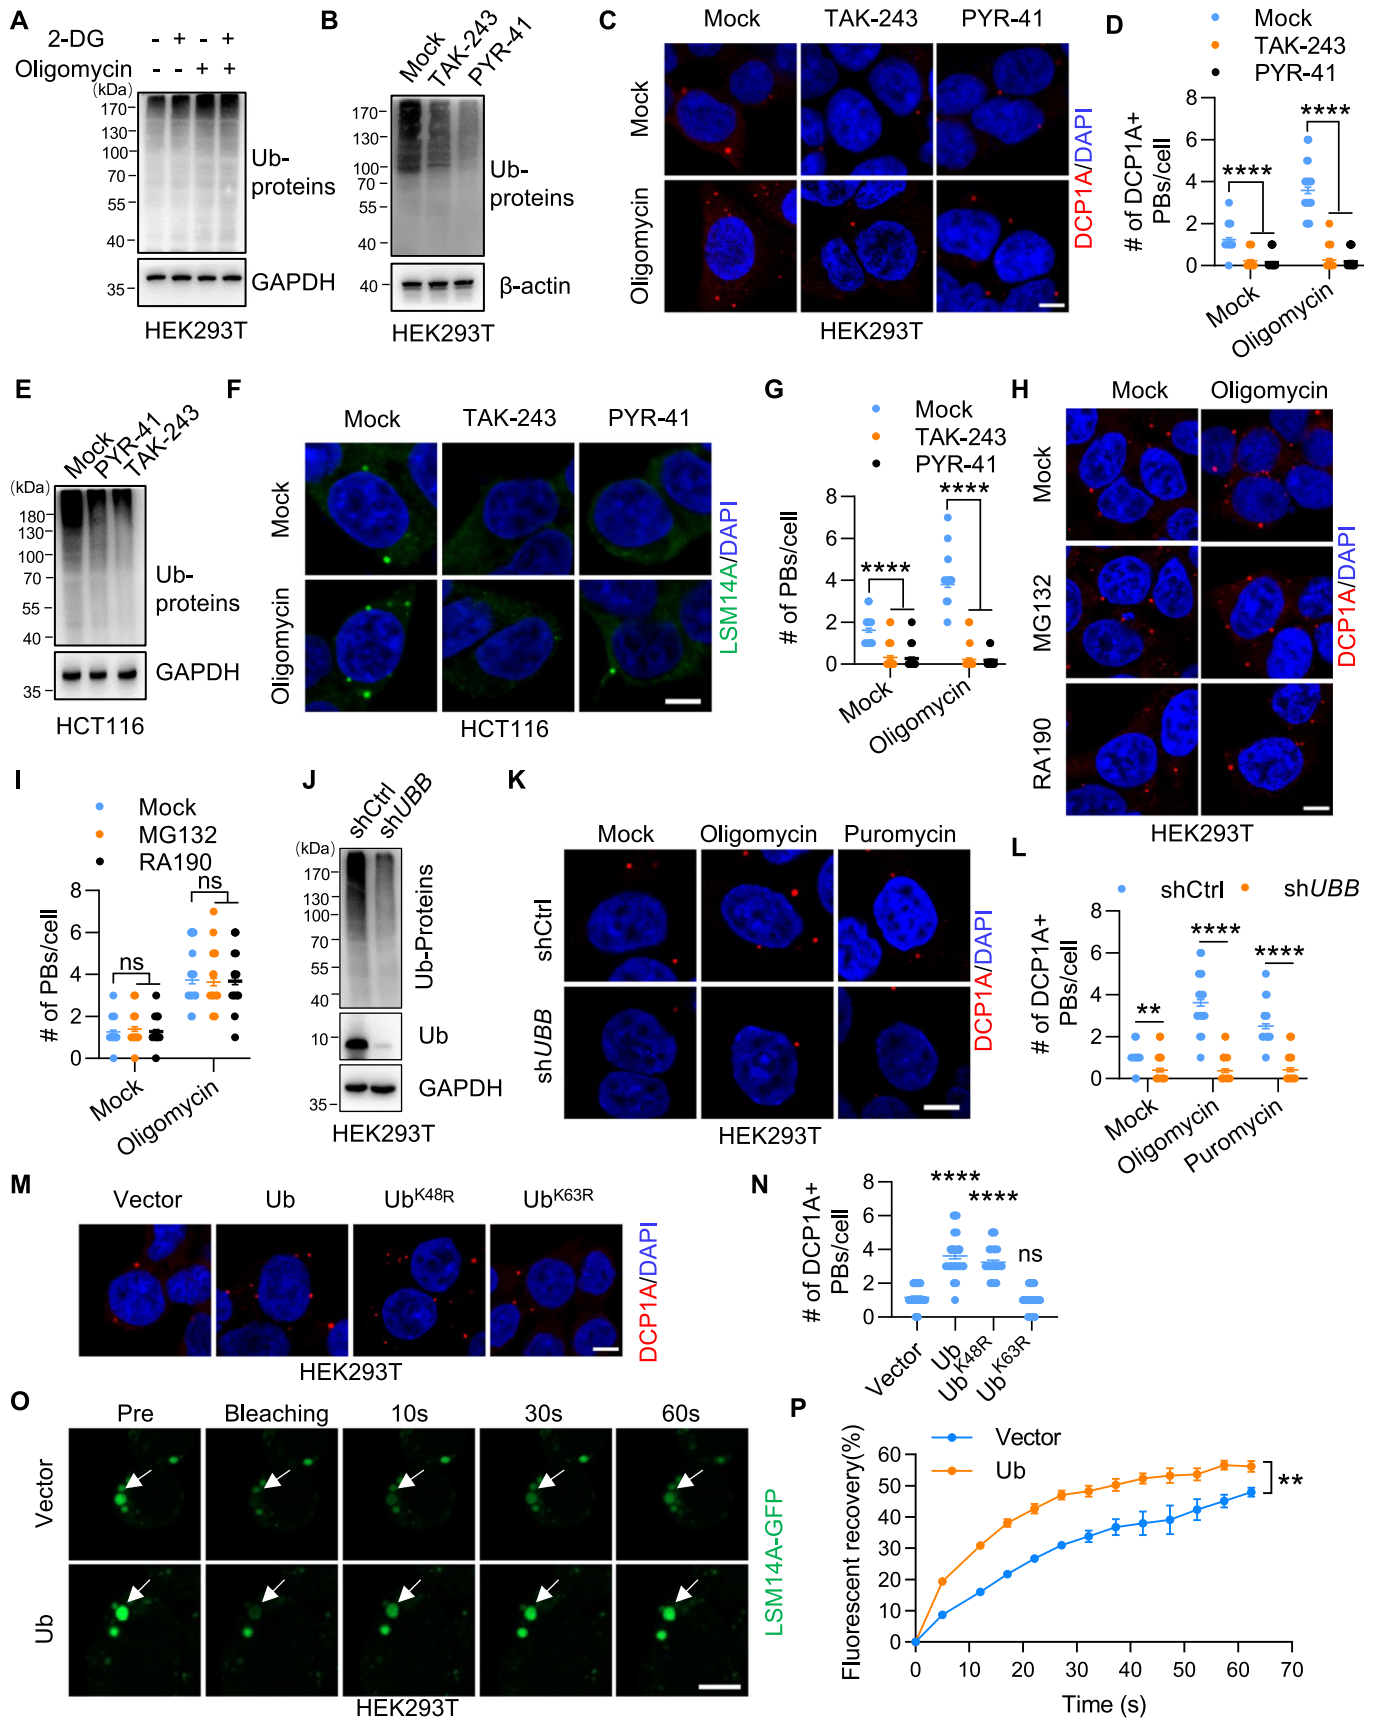 A
2-DG - + - +
Oligomycin - - + +
(kDa)
170
130
100
70
55
40
35
Ub-
proteins
GAPDH
HEK293T
B
Mock
TAK-243
PYR-41
170
130
100
70
55
40
40
Ub-
proteins
β-actin
HEK293T
C
Mock TAK-243 PYR-41
Mock
Oligomycin
DCP1A/DAPI
HEK293T
D
Mock
TAK-243
PYR-41
# of DCP1A+
PBs/cell
8
6
4
2
0
**** ****
Mock
Oligomycin
E
Mock
PYR-41
TAK-243
(kDa)
180
130
100
70
55
40
35
Ub-
proteins
GAPDH
HCT116
F
Mock TAK-243 PYR-41
Mock
Oligomycin
LSM14A/DAPI
HCT116
G
Mock
TAK-243
PYR-41
# of PBs/cell
8
6
4
2
0
**** ****
Mock
Oligomycin
H
Mock Oligomycin
Mock
MG132
RA190
DCP1A/DAPI
HEK293T
I
Mock
MG132
RA190
# of PBs/cell
8
6
4
2
0
ns ns
Mock
Oligomycin
J
shCtrl
shUBB
(kDa)
170
130
100
70
55
40
10
35
Ub-Proteins
Ub
GAPDH
HEK293T
K
Mock Oligomycin Puromycin
shCtrl
shUBB
DCP1A/DAPI
HEK293T
L
shCtrl shUBB
# of DCP1A+
PBs/cell
8
6
4
2
0
** **** ****
Mock
Oligomycin
Puromycin
M
Vector Ub Ub^K48R Ub^K63R
DCP1A/DAPI
HEK293T
N
# of DCP1A+
PBs/cell
8
6
4
2
0
**** **** ns
Vector
Ub
Ub^K48R
Ub^K63R
O
Pre Bleaching 10s 30s 60s
Vector
Ub
LSM14A-GFP
HEK293T
P
Vector
Ub
Fluorescent recovery(%)
60
50
40
30
20
10
0
**
0 10 20 30 40 50 60 70
Time (s)